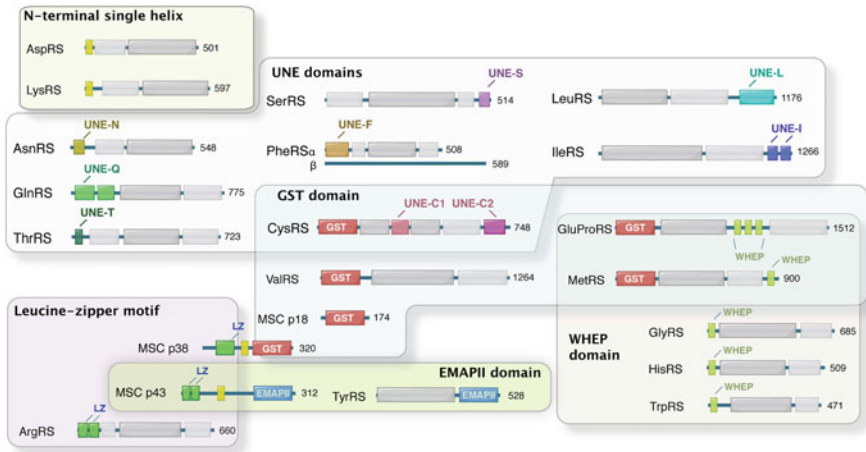 N-terminal single helix
AspRS 501
LysRS 597
UNE domains
UNE-S
SerRS 514
UNE-L
LeuRS 1176
UNE-N
AsnRS 548
UNE-F
PheRSα 508
β 589
UNE-I
IleRS 1266
UNE-Q
GlnRS 775
UNE-T
ThrRS 723
GST domain
UNE-C1 UNE-C2
CysRS GST 748
GluProRS GST 1512
WHEP
WHEP
ValRS GST 1264
MetRS GST 900
MSC p18 GST 174
Leucine-zipper motif
LZ
MSC p38 GST 320
WHEP domain
WHEP
GlyRS 685
WHEP
HisRS 509
WHEP
TrpRS 471
EMAPII domain
LZ
MSC p43 EMAPII 312
TyrRS EMAPII 528
LZ
ArgRS 660